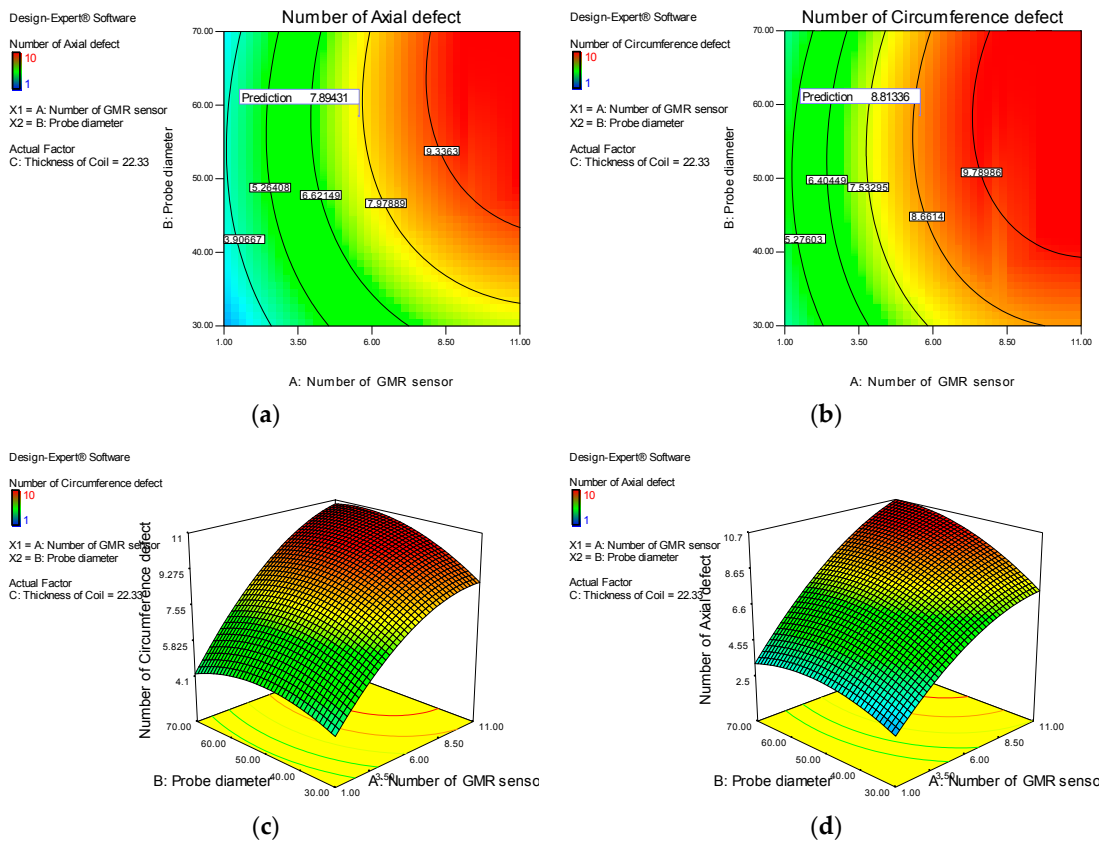 Design-Expert® Software
Number of Axial defect
10
1
X1 = A: Number of GMR sensor
X2 = B: Probe diameter
Actual Factor
C: Thickness of Coil = 22.33
Number of Axial defect
B: Probe diameter
70.00
60.00
50.00
40.00
30.00
1.00
3.50
6.00
8.50
11.00
A: Number of GMR sensor
Prediction 7.89431
3.90667
5.26408
6.62149
7.97889
9.3363
(a)
Design-Expert® Software
Number of Circumference defect
10
1
X1 = A: Number of GMR sensor
X2 = B: Probe diameter
Actual Factor
C: Thickness of Coil = 22.33
Number of Circumference defect
B: Probe diameter
70.00
60.00
50.00
40.00
30.00
1.00
3.50
6.00
8.50
11.00
A: Number of GMR sensor
Prediction 8.81336
5.27603
6.40449
7.53295
8.6614
9.78986
(b)
Design-Expert® Software
Number of Circumference defect
10
1
X1 = A: Number of GMR sensor
X2 = B: Probe diameter
Actual Factor
C: Thickness of Coil = 22.33
Number of Circumference defect
11
9.275
7.55
5.825
4.1
70.00
60.00
50.00
40.00
30.00
1.00
3.50
6.00
8.50
11.00
B: Probe diameter
A: Number of GMR senso
(c)
Design-Expert® Software
Number of Axial defect
10
1
X1 = A: Number of GMR sensor
X2 = B: Probe diameter
Actual Factor
C: Thickness of Coil = 22.33
Number of Axial defect
10.7
8.65
6.6
4.55
2.5
70.00
60.00
50.00
40.00
30.00
1.00
3.50
6.00
8.50
11.00
B: Probe diameter
A: Number of GMR senso
(d)